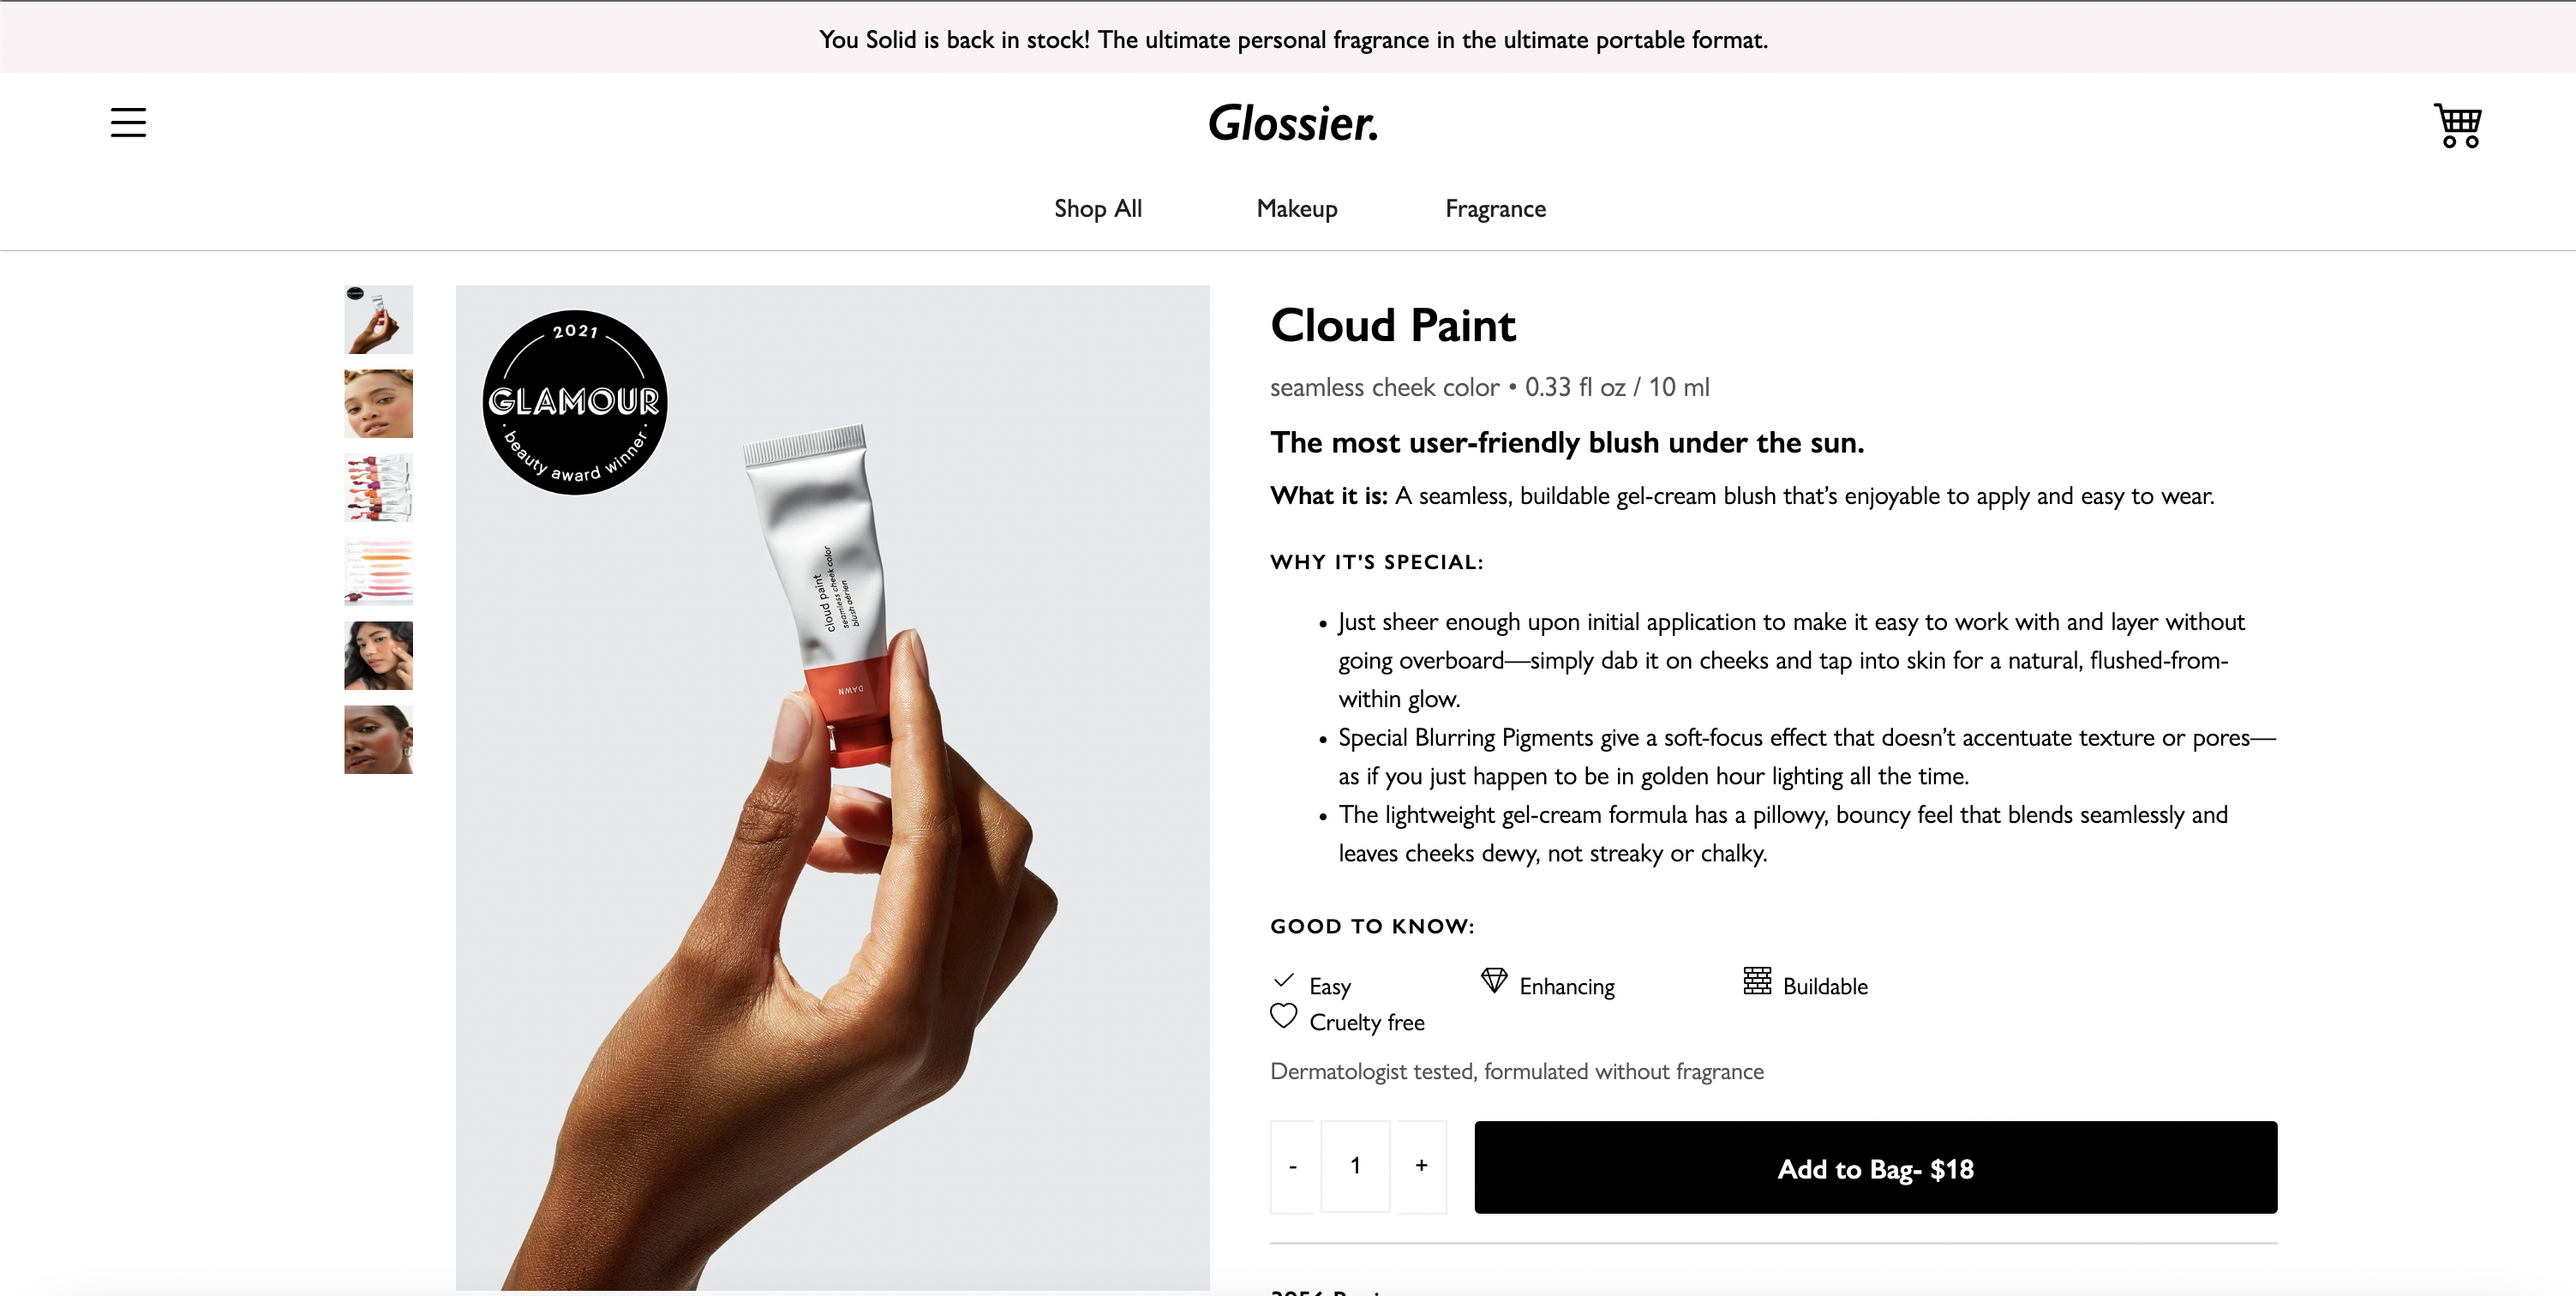 You Solid is back in stock! The ultimate personal fragrance in the ultimate portable format.
Glossier.
Shop All
Makeup
Fragrance
2021
GLAMOUR
• beauty award winner •
cloud paint
seamless cheek color
blush aérien
DAWN
Cloud Paint
seamless cheek color • 0.33 fl oz / 10 ml
The most user-friendly blush under the sun.
What it is: A seamless, buildable gel-cream blush that’s enjoyable to apply and easy to wear.
WHY IT'S SPECIAL:
• Just sheer enough upon initial application to make it easy to work with and layer without
going overboard—simply dab it on cheeks and tap into skin for a natural, flushed-from-
within glow.
• Special Blurring Pigments give a soft-focus effect that doesn’t accentuate texture or pores—
as if you just happen to be in golden hour lighting all the time.
• The lightweight gel-cream formula has a pillowy, bouncy feel that blends seamlessly and
leaves cheeks dewy, not streaky or chalky.
GOOD TO KNOW:
Easy
Enhancing
Buildable
Cruelty free
Dermatologist tested, formulated without fragrance
- 1 +
Add to Bag- $18